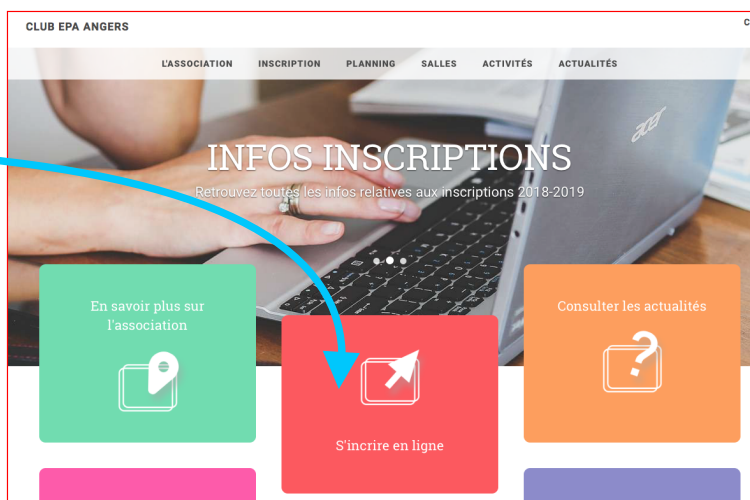 CLUB EPA ANGERS
C
L'ASSOCIATION INSCRIPTION PLANNING SALLES ACTIVITÉS ACTUALITÉS
acer
INFOS INSCRIPTIONS
Retrouvez toutes les infos relatives aux inscriptions 2018-2019
En savoir plus sur
l'association
Consulter les actualités
?
S'incrire en ligne